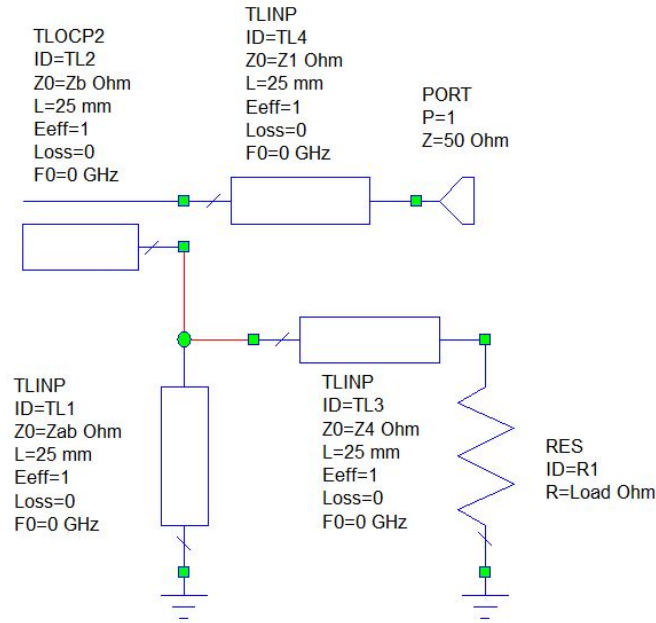 TLOCP2
ID=TL2
Z0=Zb Ohm
L=25 mm
Eeff=1
Loss=0
F0=0 GHz
TLINP
ID=TL4
Z0=Z1 Ohm
L=25 mm
Eeff=1
Loss=0
F0=0 GHz
PORT
P=1
Z=50 Ohm
TLINP
ID=TL1
Z0=Zab Ohm
L=25 mm
Eeff=1
Loss=0
F0=0 GHz
TLINP
ID=TL3
Z0=Z4 Ohm
L=25 mm
Eeff=1
Loss=0
F0=0 GHz
RES
ID=R1
R=Load Ohm